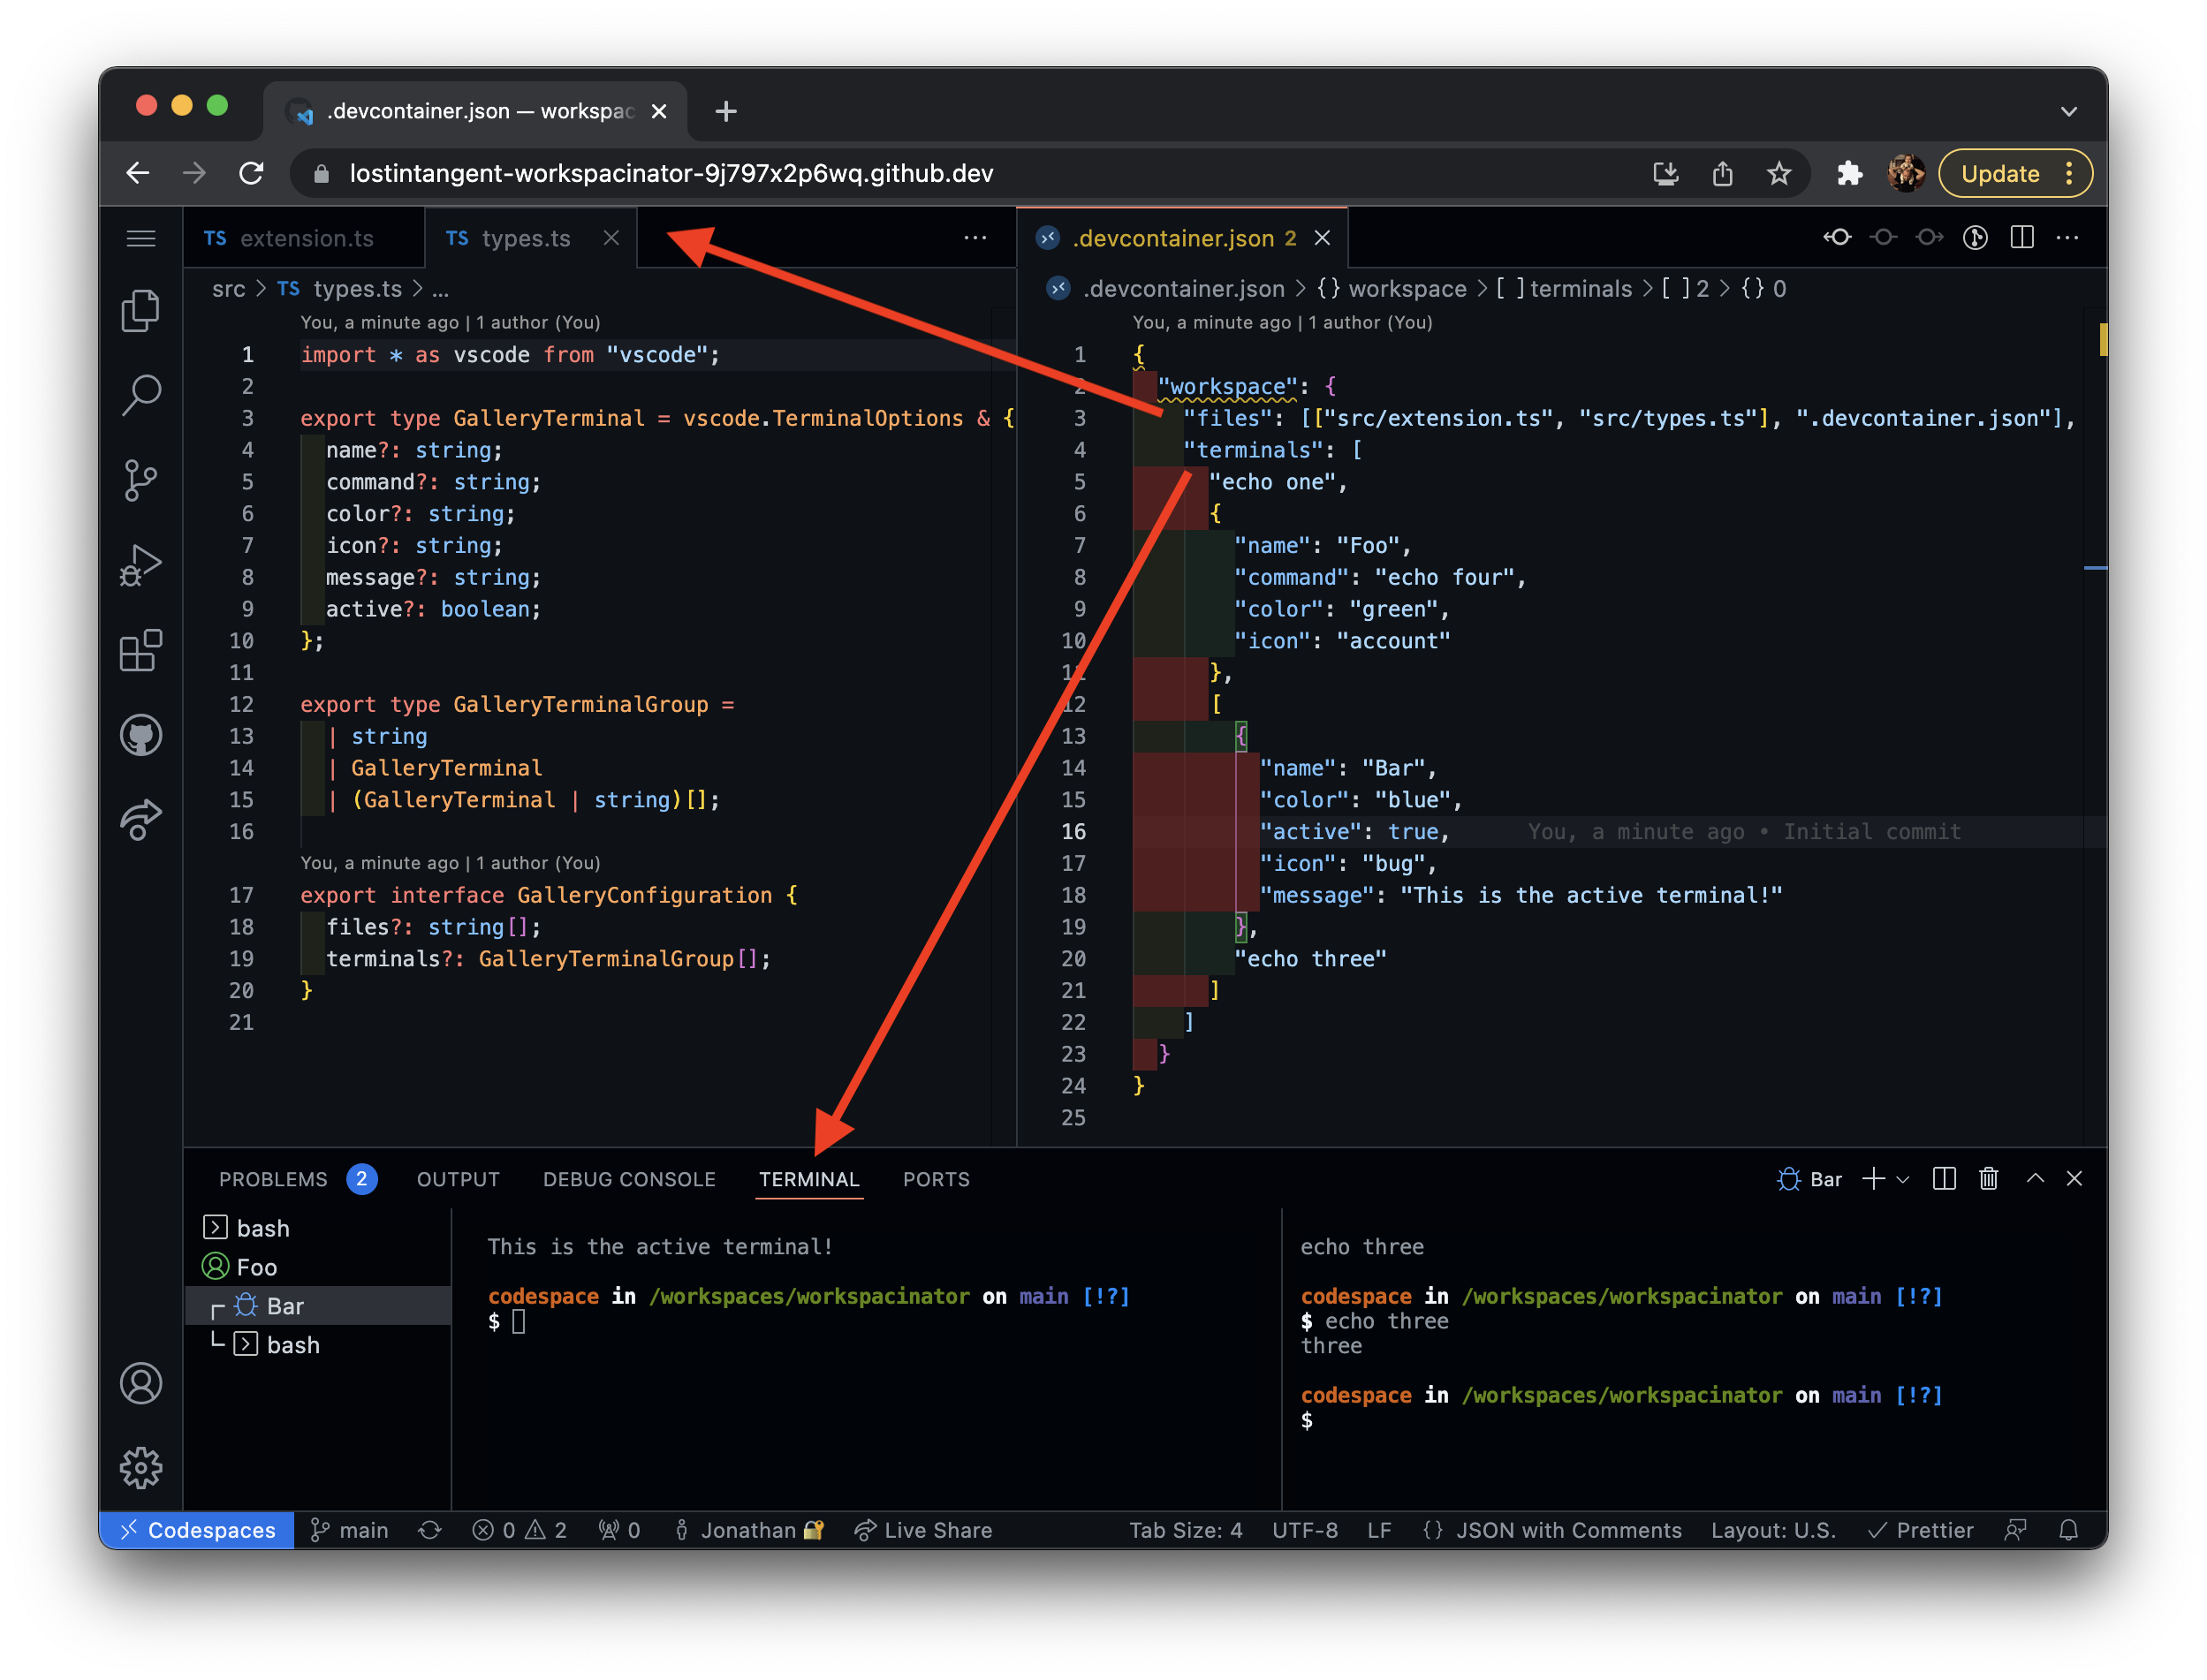 .devcontainer.json — workspac
lostintangent-workspacinator-9j797x2p6wq.github.dev
Update
TS extension.ts
TS types.ts
src > TS types.ts > ...
You, a minute ago | 1 author (You)
1 import * as vscode from "vscode";
2
3 export type GalleryTerminal = vscode.TerminalOptions & {
4 name?: string;
5 command?: string;
6 color?: string;
7 icon?: string;
8 message?: string;
9 active?: boolean;
10 };
11
12 export type GalleryTerminalGroup =
13 | string
14 | GalleryTerminal
15 | (GalleryTerminal | string)[];
16
You, a minute ago | 1 author (You)
17 export interface GalleryConfiguration {
18 files?: string[];
19 terminals?: GalleryTerminalGroup[];
20 }
21
.devcontainer.json 2
.devcontainer.json > {} workspace > [ ] terminals > [ ] 2 > {} 0
You, a minute ago | 1 author (You)
1 {
2 "workspace": {
3 "files": [["src/extension.ts", "src/types.ts"], ".devcontainer.json"],
4 "terminals": [
5 "echo one",
6 {
7 "name": "Foo",
8 "command": "echo four",
9 "color": "green",
10 "icon": "account"
11 },
12 [
13 {
14 "name": "Bar",
15 "color": "blue",
16 "active": true, You, a minute ago • Initial commit
17 "icon": "bug",
18 "message": "This is the active terminal!"
19 },
20 "echo three"
21 ]
22 ]
23 }
24 }
25
PROBLEMS 2 OUTPUT DEBUG CONSOLE TERMINAL PORTS
Bar
bash
Foo
Bar
bash
This is the active terminal!
codespace in /workspaces/workspacinator on main [!?]
$
echo three
codespace in /workspaces/workspacinator on main [!?]
$ echo three
three
codespace in /workspaces/workspacinator on main [!?]
$
Codespaces main 0 2 0 Jonathan 🔐 Live Share Tab Size: 4 UTF-8 LF {} JSON with Comments Layout: U.S. Prettier